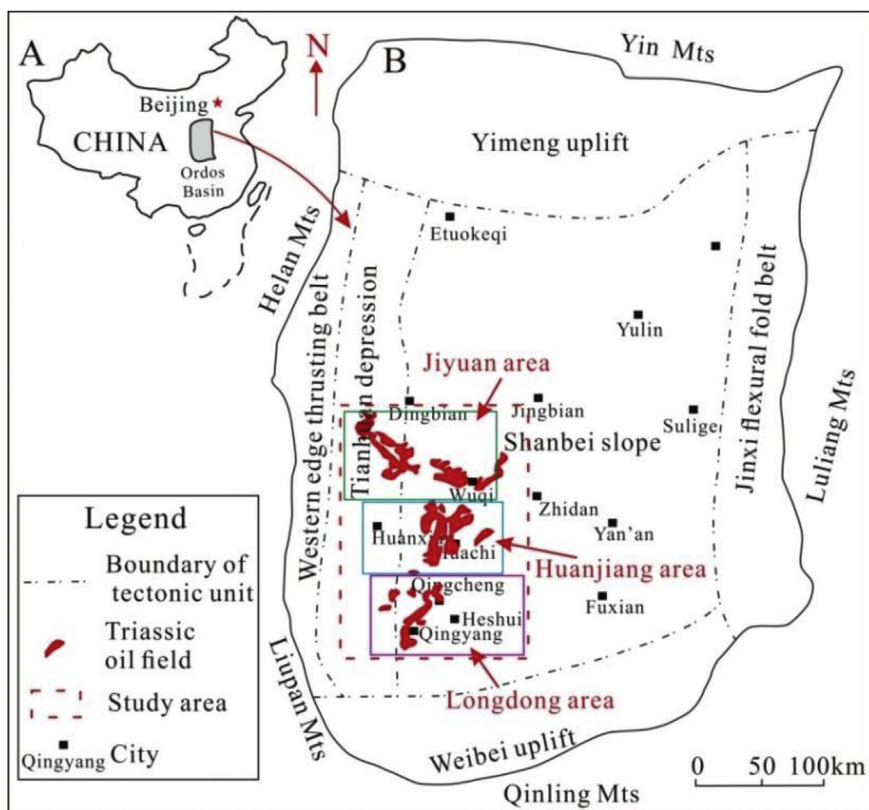 A
N
B
Yin Mts
Beijing
CHINA
Ordos
Basin
Yimeng uplift
Helan Mts
Etuokeqi
Western edge thrusting belt
Tianhuan depression
Yulin
Jinxi flexural fold belt
Luliang Mts
Jiyuan area
Dingbian
Jingbian
Sulige
Shanbei slope
Wuqi
Zhidan
Yan'an
Huanxian
Huachi
Huanjiang area
Qingcheng
Heshui
Fuxian
Qingyang
Longdong area
Liupan Mts
Weibei uplift
Qinling Mts
0 50 100km
Legend
Boundary of
tectonic unit
Triassic
oil field
Study area
Qingyang City